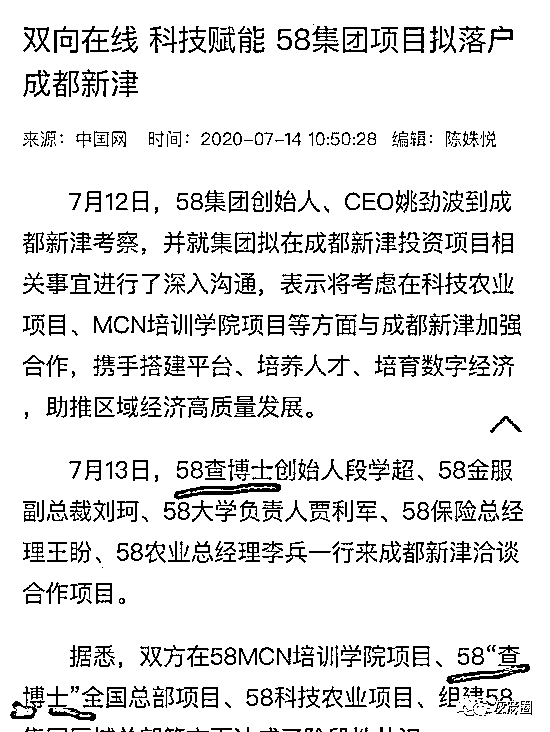 双向在线 科技赋能 58集团项目拟落户
成都新津
来源：中国网 时间：2020-07-14 10:50:28 编辑：陈姝悦
7月12日，58集团创始人、CEO姚劲波到成
都新津考察，并就集团拟在成都新津投资项目相
关事宜进行了深入沟通，表示将考虑在科技农业
项目、MCN培训学院项目等方面与成都新津加强
合作，携手搭建平台、培养人才、培育数字经济
，助推区域经济高质量发展。
7月13日，58查博士创始人段学超、58金服
副总裁刘珂、58大学负责人贾利军、58保险总经
理王盼、58农业总经理李兵一行来成都新津洽谈
合作项目。
据悉，双方在58MCN培训学院项目、58“查
博士”全国总部项目、58科技农业项目、组建58